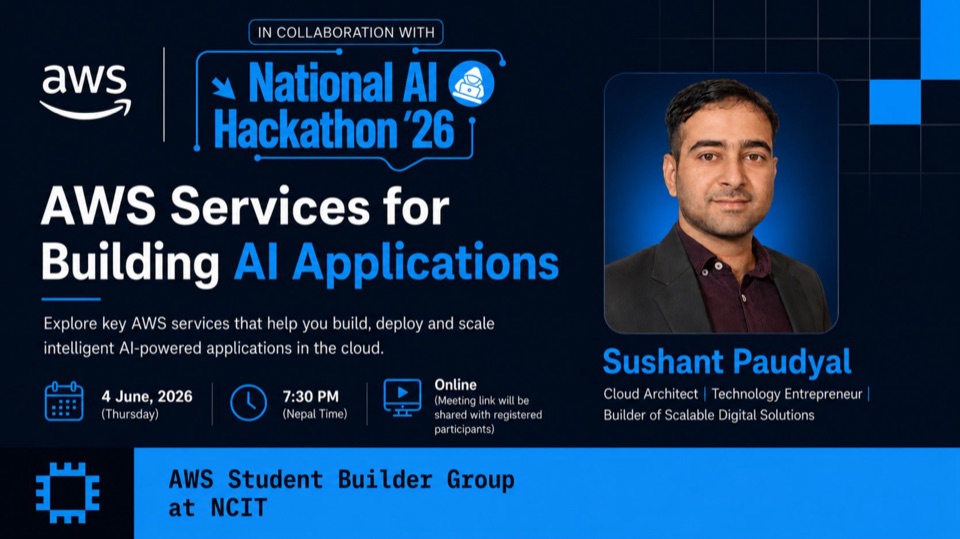 IN COLLABORATION WITH
aws
National AI
Hackathon '26
AWS Services for
Building AI Applications
Explore key AWS services that help you build, deploy and scale
intelligent AI-powered applications in the cloud.
4 June, 2026
(Thursday)
7:30 PM
(Nepal Time)
Online
(Meeting link will be
shared with registered
participants)
Sushant Paudyal
Cloud Architect | Technology Entrepreneur |
Builder of Scalable Digital Solutions
AWS Student Builder Group
at NCIT